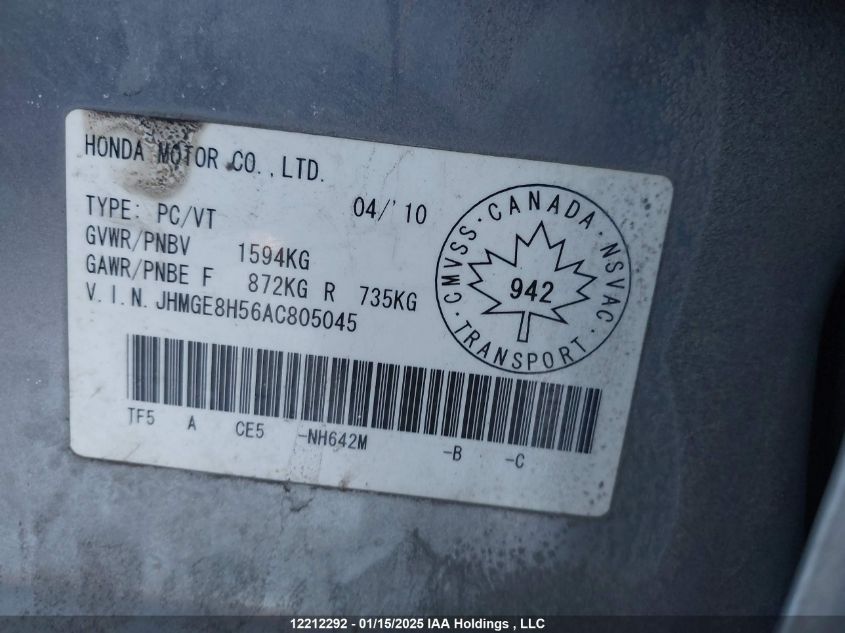 HONDA MOTOR CO.,LTD.
TYPE: PC/VT 04/'10
GVWR/PNBV 1594KG
GAWR/PNBE F 872KG R 735KG
V.I.N. JHMGE8H56AC805045
CMVSS · CANADA · NSVAC · TRANSPORT ·
942
TF5 A CE5 -NH642M -B -C
12212292 - 01/15/2025 IAA Holdings , LLC